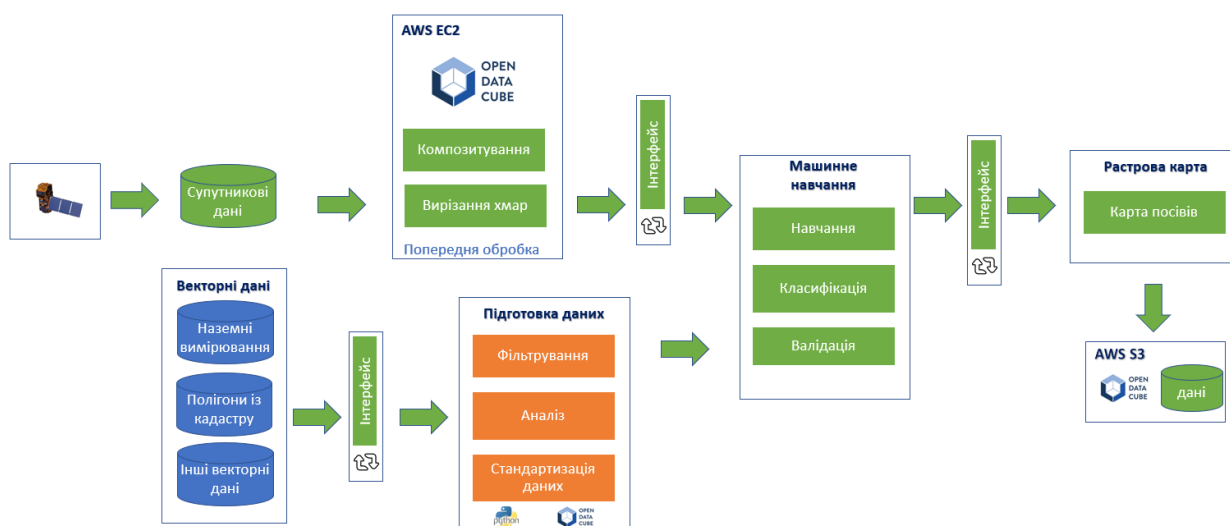 AWS EC2
OPEN
DATA
CUBE
Композитування
Вирізання хмар
Попередня обробка
Супутникові
дані
Інтерфейс
Машинне
навчання
Навчання
Класифікація
Валідація
Інтерфейс
Растрова карта
Карта посівів
AWS S3
OPEN
DATA
CUBE
дані
Векторні дані
Наземні
вимірювання
Полігони із
кадастру
Інші векторні
дані
Інтерфейс
Підготовка даних
Фільтрування
Аналіз
Стандартизація
даних
python
OPEN
DATA
CUBE